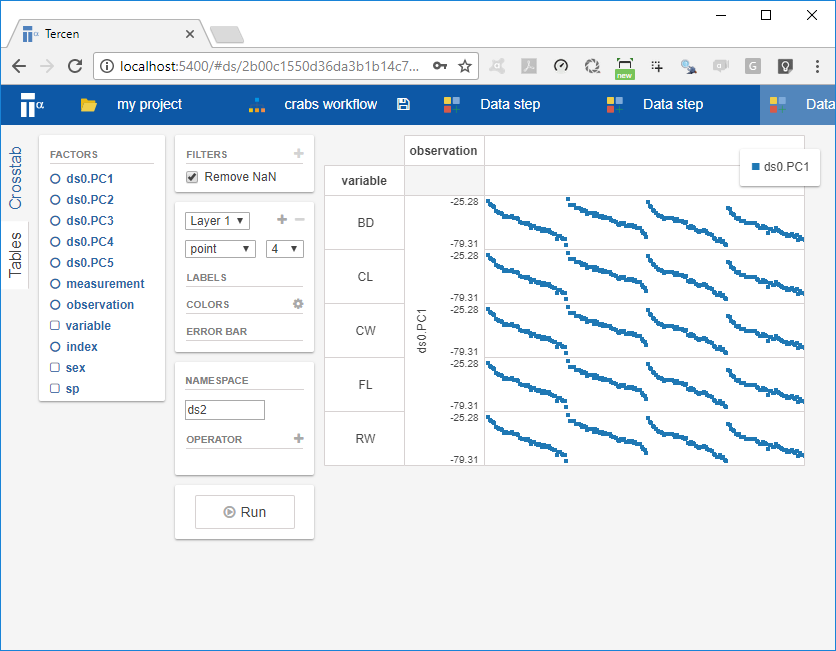 Tercen
localhost:5400/#ds/2b00c1550d36da3b1b14c7...
G
new
my project
crabs workflow
Data step
Data step
Data
Crosstab
Tables
FACTORS
ds0.PC1
ds0.PC2
ds0.PC3
ds0.PC4
ds0.PC5
measurement
observation
variable
index
sex
sp
FILTERS
Remove NaN
Layer 1
point
4
LABELS
COLORS
ERROR BAR
NAMESPACE
ds2
OPERATOR
Run
observation
variable
ds0.PC1
ds0.PC1
BD
-25.28
-79.31
CL
-25.28
-79.31
CW
-25.28
-79.31
FL
-25.28
-79.31
RW
-25.28
-79.31